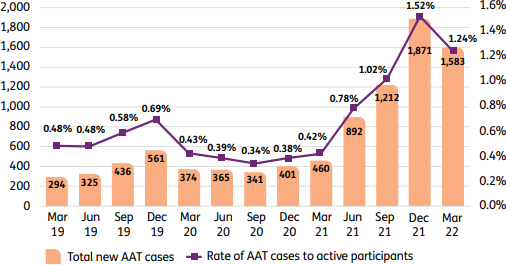 2,000 1.6%
1,800 1.4%
1,600 1.2%
1,400
1,200 1.0%
1,000 0.8%
800 0.6%
600 0.4%
400
200 0.2%
0 0.0%
0.48% 0.48% 0.58% 0.69% 0.43% 0.39% 0.34% 0.38% 0.42% 0.78% 1.02% 1.52% 1.24%
294 325 436 561 374 365 341 401 460 892 1,212 1,871 1,583
Mar Jun Sep Dec Mar Jun Sep Dec Mar Jun Sep Dec Mar
19 19 19 19 20 20 20 20 21 21 21 21 22
Total new AAT cases Rate of AAT cases to active participants